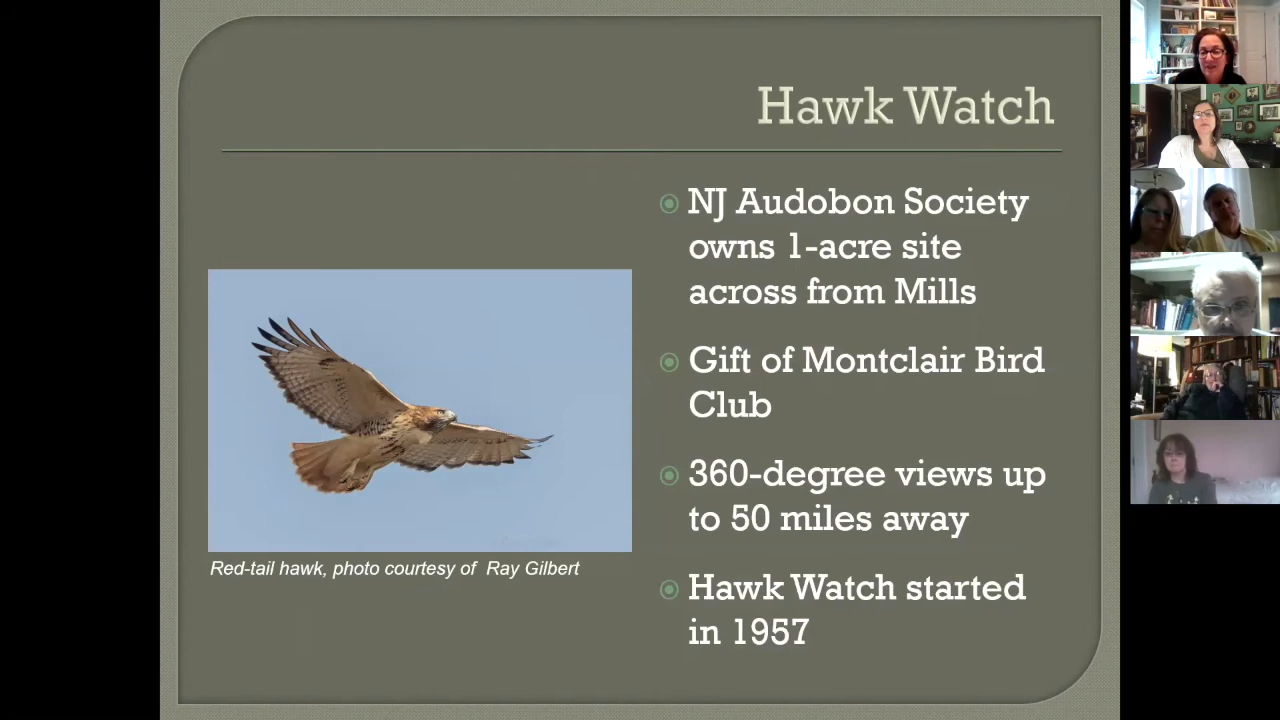 Hawk Watch
NJ Audobon Society
owns 1-acre site
across from Mills
Gift of Montclair Bird
Club
360-degree views up
to 50 miles away
Hawk Watch started
in 1957
Red-tail hawk, photo courtesy of Ray Gilbert